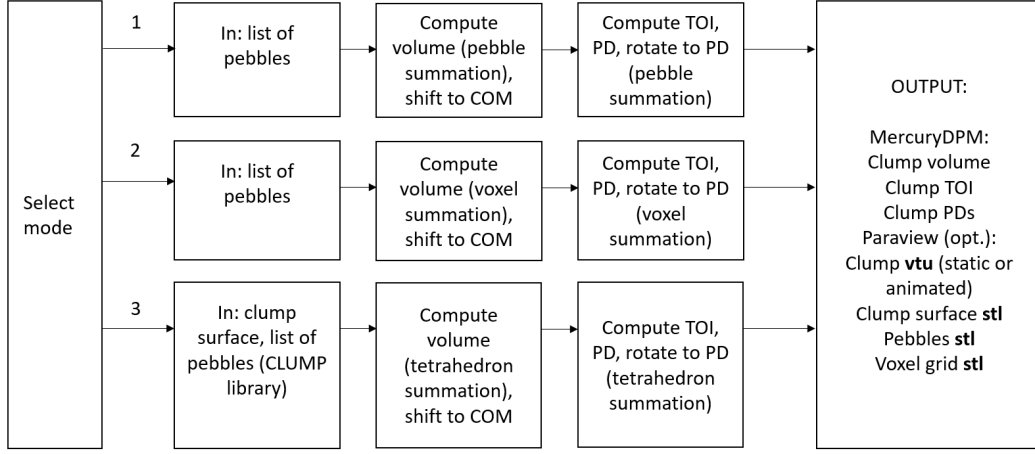 Select
mode
1
In: list of
pebbles
Compute
volume (pebble
summation),
shift to COM
Compute TOI,
PD, rotate to PD
(pebble
summation)
2
In: list of
pebbles
Compute
volume (voxel
summation),
shift to COM
Compute TOI,
PD, rotate to PD
(voxel
summation)
3
In: clump
surface, list of
pebbles (CLUMP
library)
Compute
volume
(tetrahedron
summation),
shift to COM
Compute TOI,
PD, rotate to PD
(tetrahedron
summation)
OUTPUT:
MercuryDPM:
Clump volume
Clump TOI
Clump PDs
Paraview (opt.):
Clump vtu (static or
animated)
Clump surface stl
Pebbles stl
Voxel grid stl